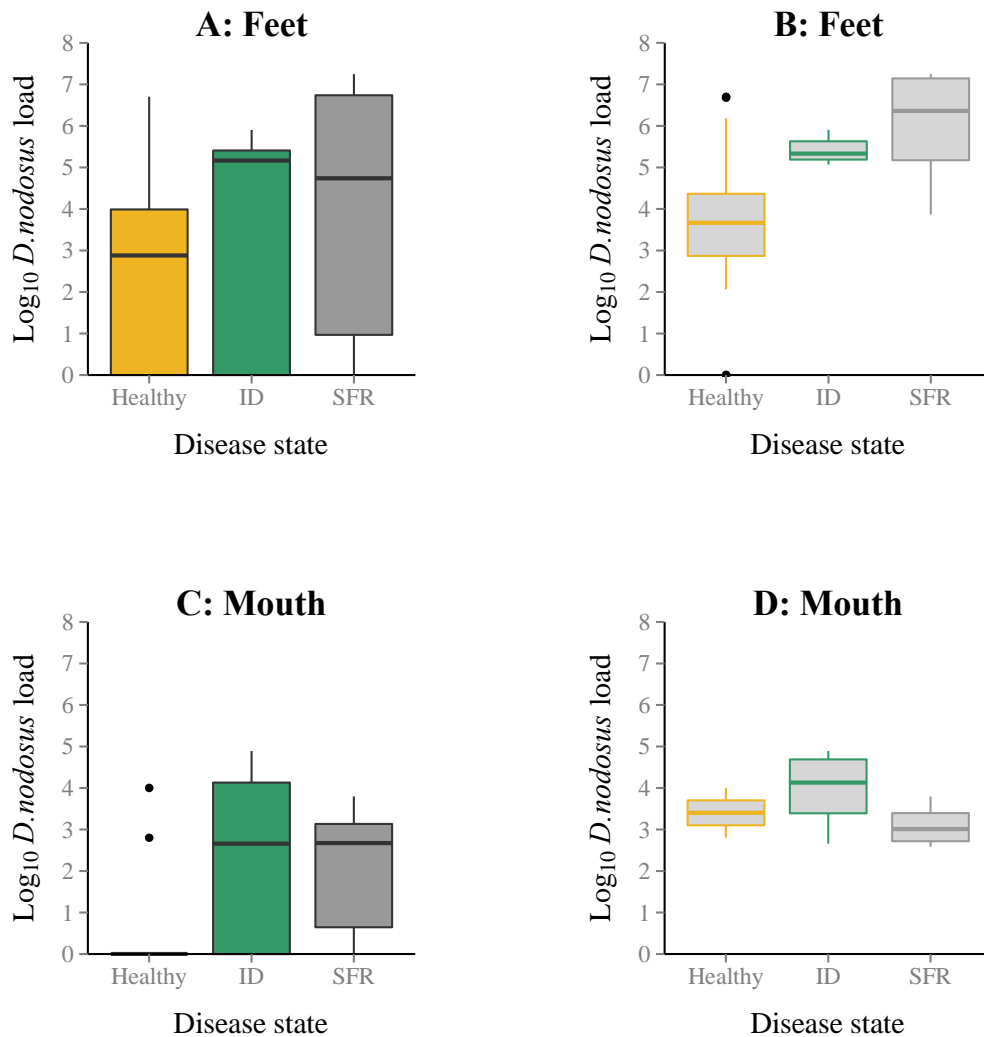 A: Feet
8
7
6
5
4
3
2
1
0
Log10 D.nodosus load
Healthy ID SFR
Disease state
B: Feet
8
7
6
5
4
3
2
1
0
Log10 D.nodosus load
Healthy ID SFR
Disease state
C: Mouth
8
7
6
5
4
3
2
1
0
Log10 D.nodosus load
Healthy ID SFR
Disease state
D: Mouth
8
7
6
5
4
3
2
1
0
Log10 D.nodosus load
Healthy ID SFR
Disease state